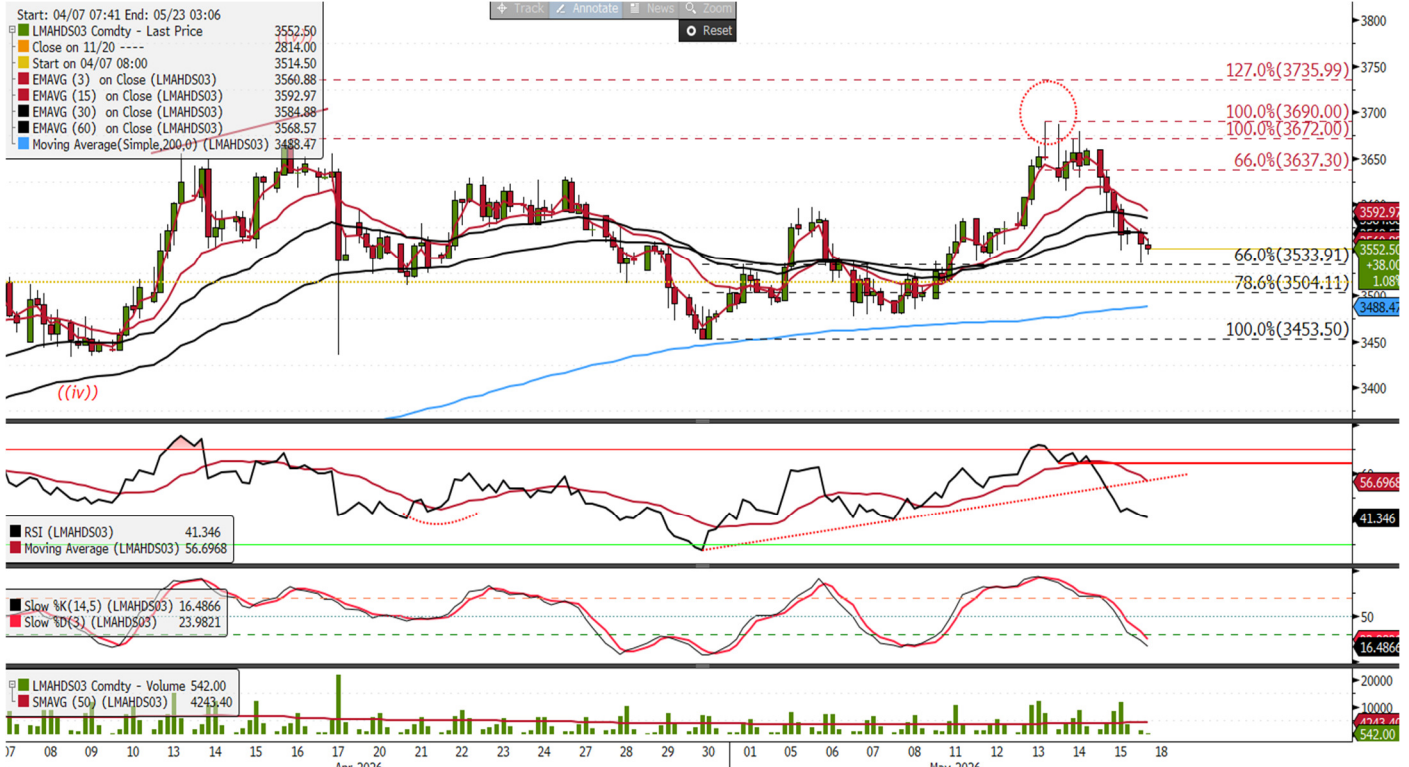 Track Annotate News Zoom
Reset
Start: 04/07 07:41 End: 05/23 03:06
LMAHDS03 Comdty - Last Price 3552.50
Close on 11/20 ---- 2814.00
Start on 04/07 08:00 3514.50
EMAVG (3) on Close (LMAHDS03) 3560.88
EMAVG (15) on Close (LMAHDS03) 3592.97
EMAVG (30) on Close (LMAHDS03) 3584.88
EMAVG (60) on Close (LMAHDS03) 3568.57
Moving Average(Simple,200,0) (LMAHDS03) 3488.47
127.0%(3735.99)
100.0%(3690.00)
100.0%(3672.00)
66.0%(3637.30)
66.0%(3533.91)
78.6%(3504.11)
100.0%(3453.50)
((iv))
3800
3750
3700
3650
3592.97
3552.50
+38.00
1.08%
3500
3488.47
3450
3400
RSI (LMAHDS03) 41.346
Moving Average (LMAHDS03) 56.6968
56.6968
41.346
Slow %K(14,5) (LMAHDS03) 16.4866
Slow %D(3) (LMAHDS03) 23.9821
50
16.4866
LMAHDS03 Comdty - Volume 542.00
SMAVG (50) (LMAHDS03) 4243.40
20000
10000
4243.40
542.00
07 08 09 10 13 14 15 16 17 20 21 22 23 24 27 28 29 30 01 05 06 07 08 11 12 13 14 15 18